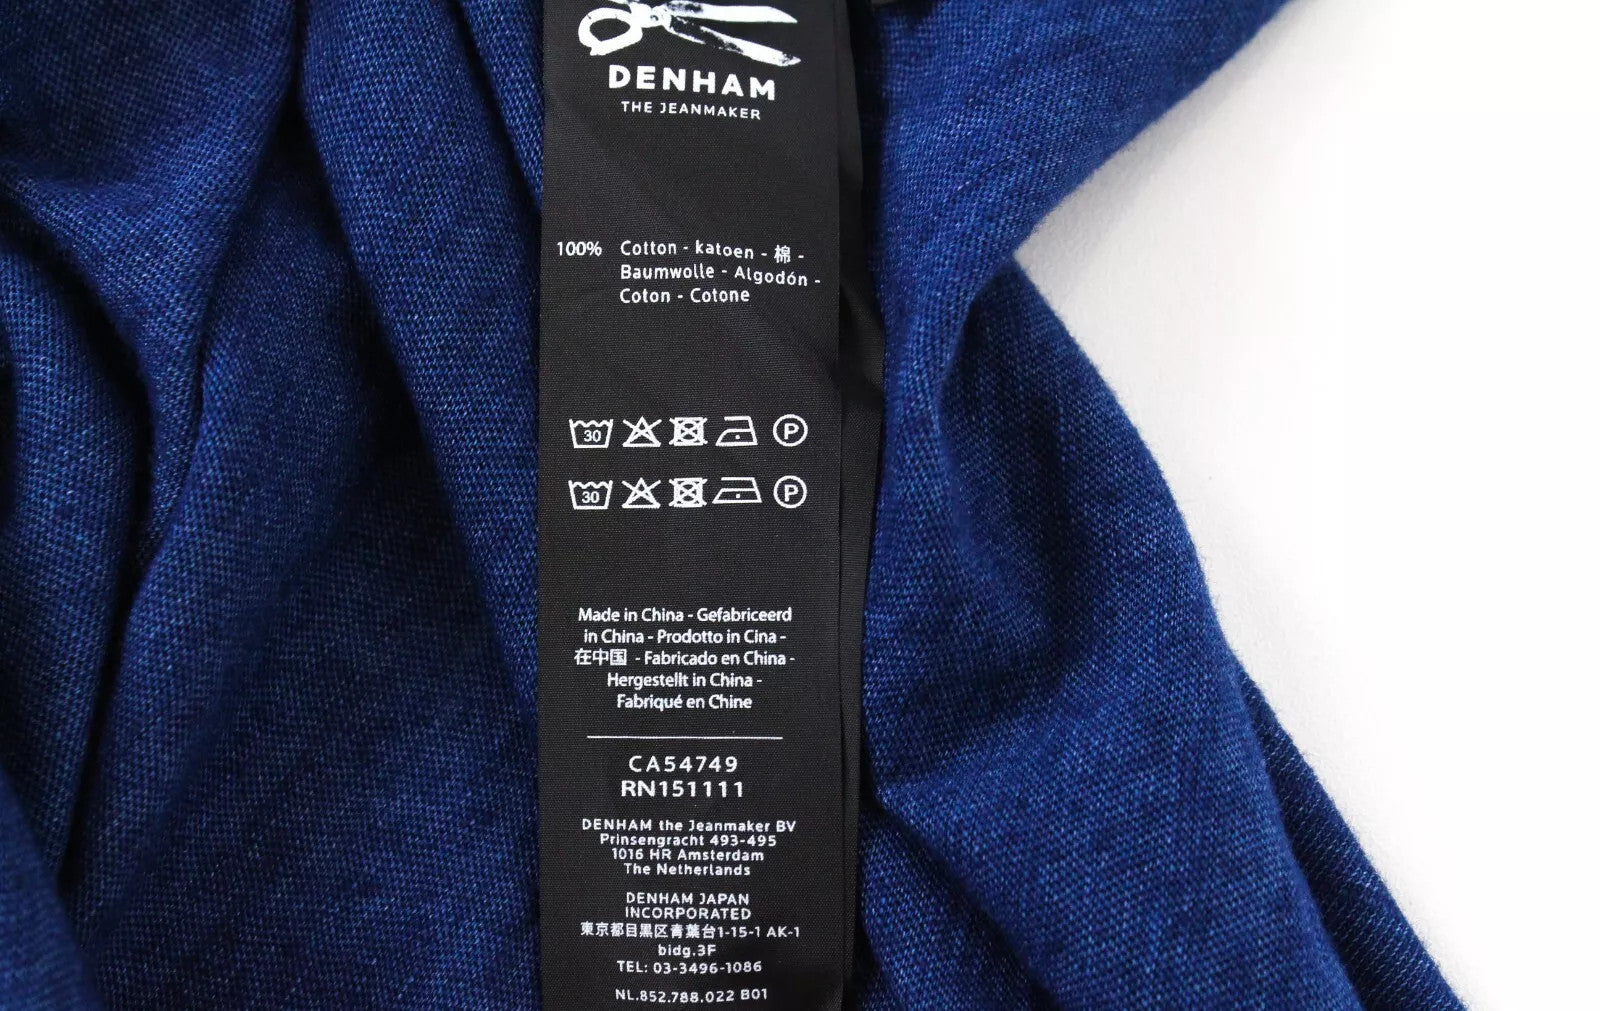 DENHAM
THE JEANMAKER
100% Cotton - katoen - 棉 -
Baumwolle - Algodón -
Coton - Cotone
30 P
30 P
Made in China - Gefabriceerd
in China - Prodotto in Cina -
在中国 - Fabricado en China -
Hergestellt in China -
Fabriqué en Chine
CA54749
RN151111
DENHAM the Jeanmaker BV
Prinsengracht 493-495
1016 HR Amsterdam
The Netherlands
DENHAM JAPAN
INCORPORATED
東京都目黒区青葉台1-15-1 AK-1
bidg.3F
TEL: 03-3496-1086
NL.852.788.022 B01